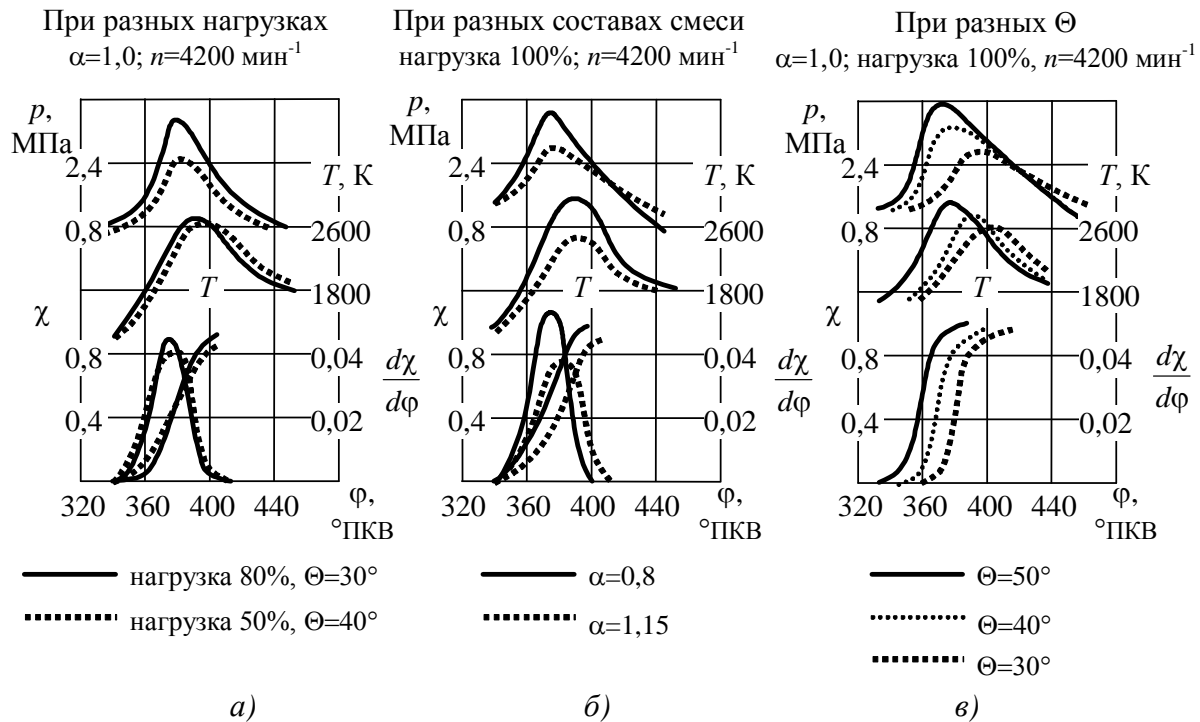 При разных нагрузках
α=1,0; n=4200 мин⁻¹
p,
МПа
2,4
T, К
0,8
2600
T
1800
χ
0,8
0,04
dχ
dφ
0,4
0,02
320 360 400 440
φ,
°ПКВ
нагрузка 80%, Θ=30°
нагрузка 50%, Θ=40°
а)
При разных составах смеси
нагрузка 100%; n=4200 мин⁻¹
p,
МПа
2,4
T, К
0,8
2600
T
1800
χ
0,8
0,04
dχ
dφ
0,4
0,02
320 360 400 440
φ,
°ПКВ
α=0,8
α=1,15
б)
При разных Θ
α=1,0; нагрузка 100%, n=4200 мин⁻¹
p,
МПа
2,4
T, К
0,8
2600
T
1800
χ
0,8
0,04
dχ
dφ
0,4
0,02
320 360 400 440
φ,
°ПКВ
Θ=50°
Θ=40°
Θ=30°
в)